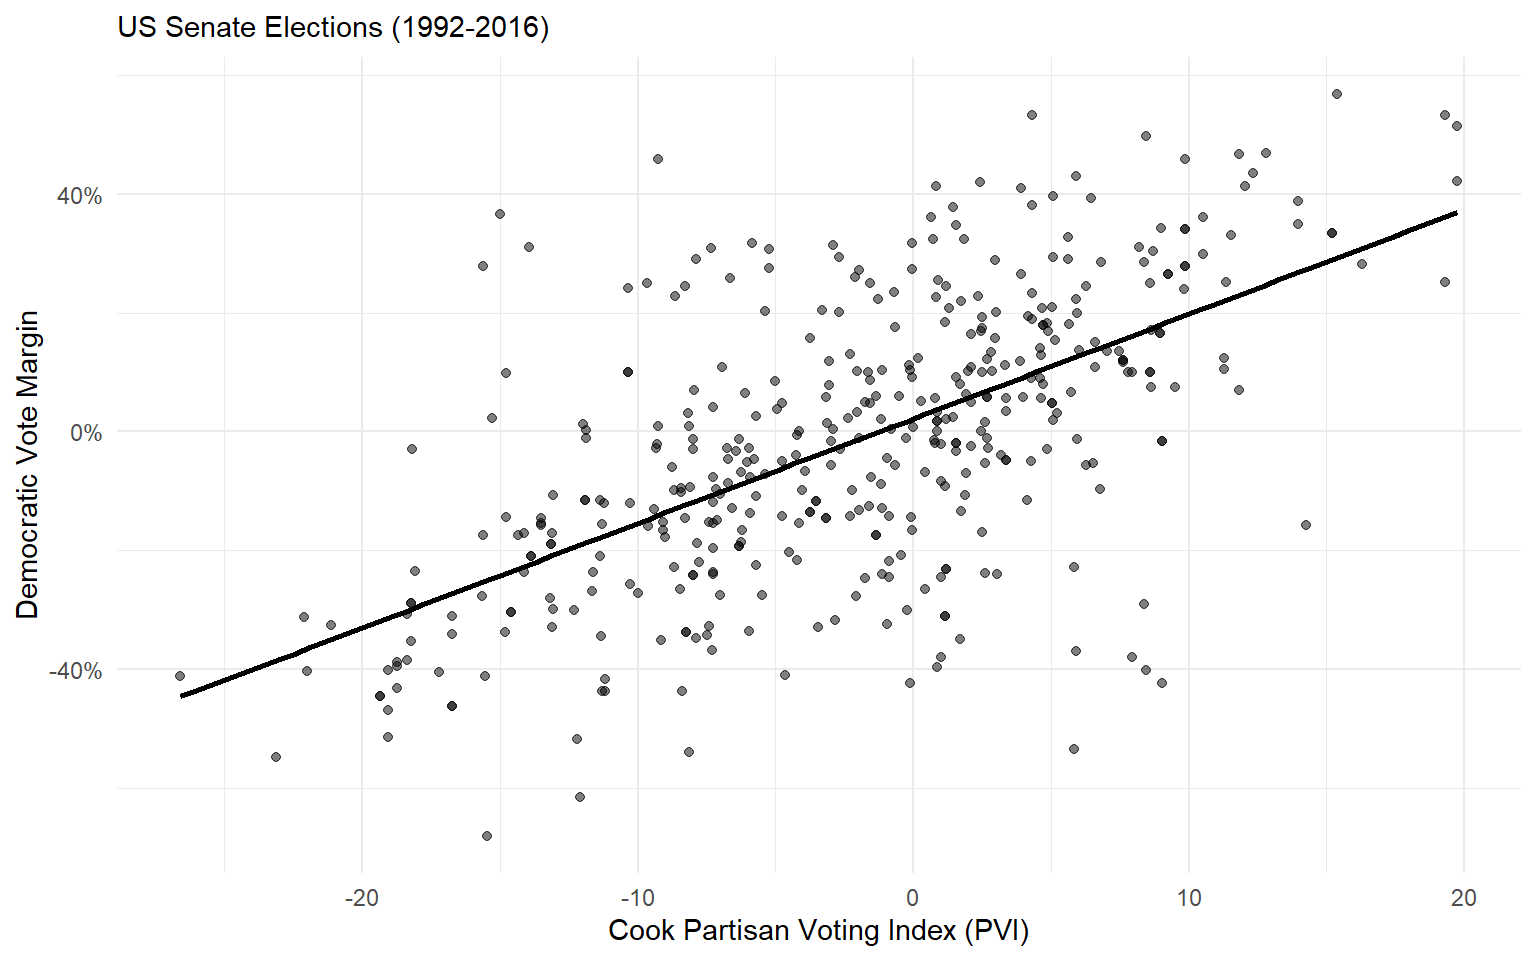 US Senate Elections (1992-2016)
Democratic Vote Margin
40%
0%
-40%
-20
-10
0
10
20
Cook Partisan Voting Index (PVI)